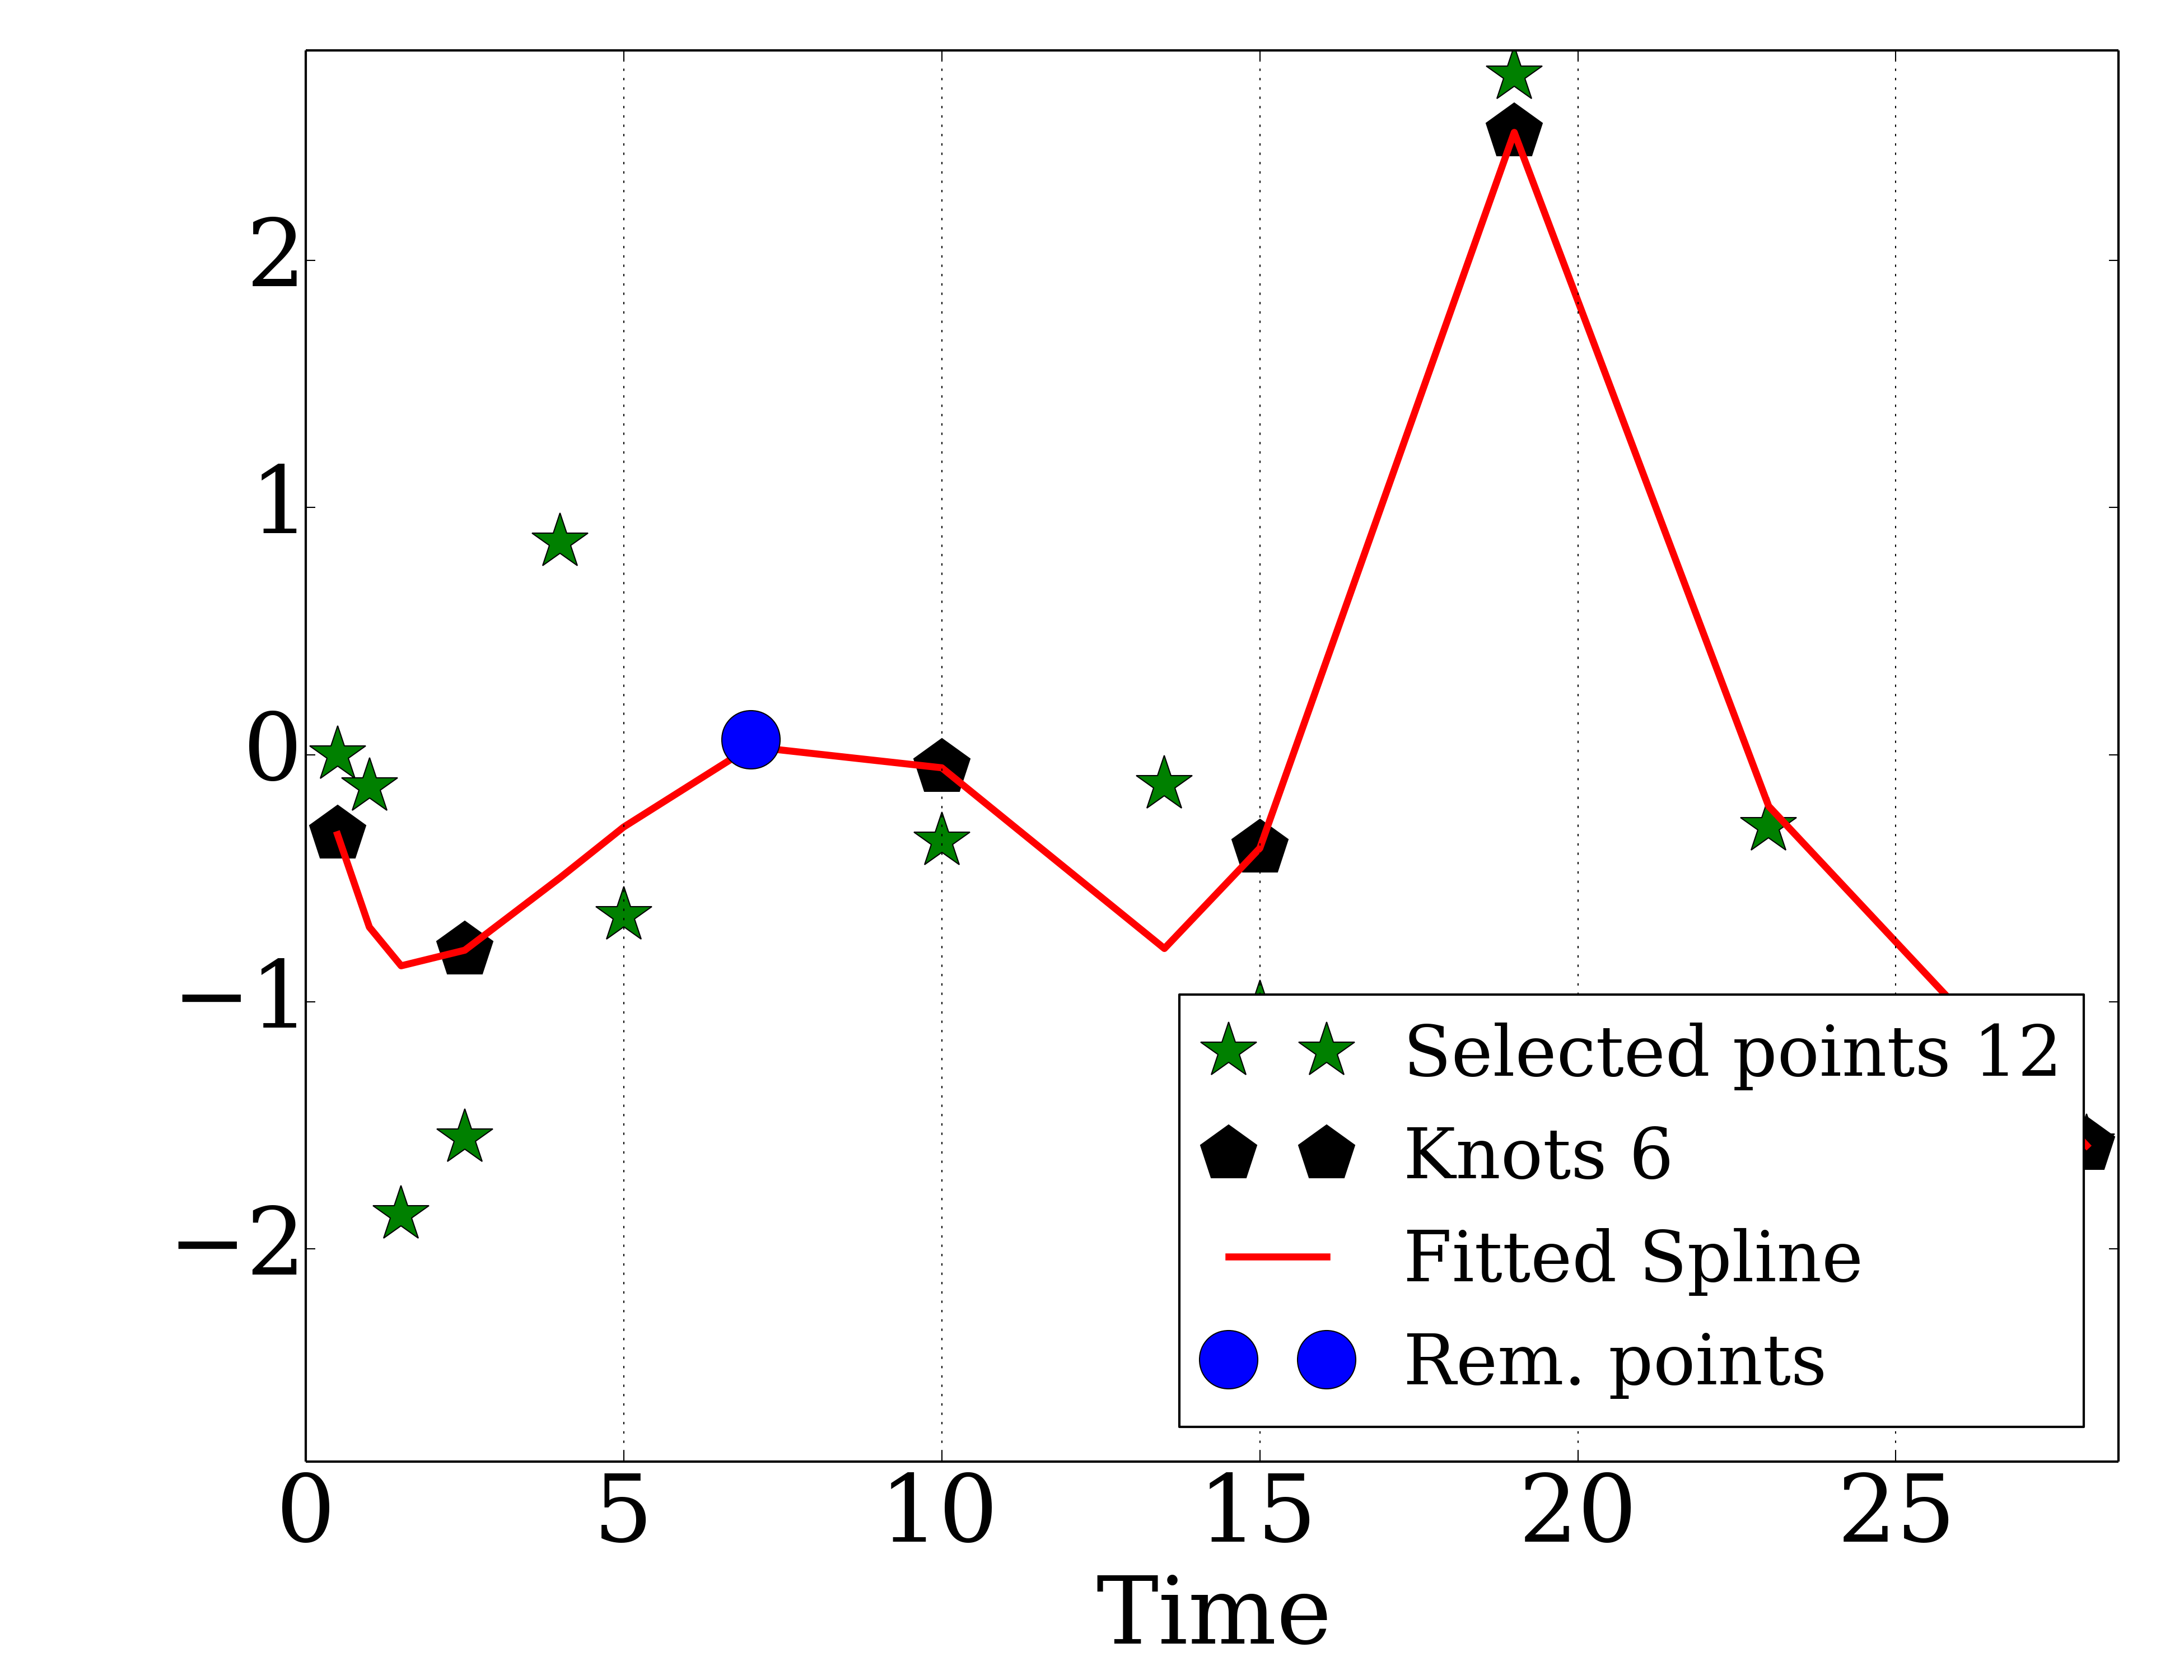 2
1
0
−1
−2
0 5 10 15 20 25
Time
Selected points 12
Knots 6
Fitted Spline
Rem. points